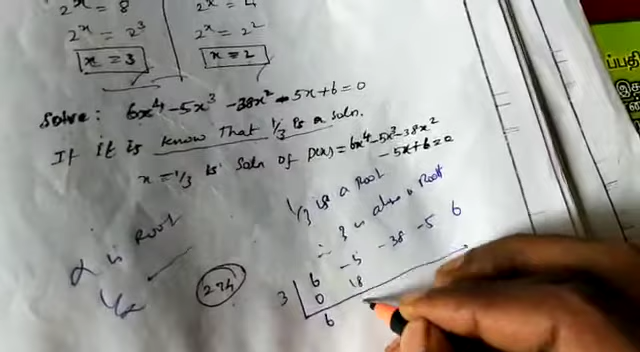 2^x = 8
2^x = 2^3
x = 3
2^x = 4
2^x = 2^2
x = 2
Solve: 6x^4 - 5x^3 - 38x^2 - 5x + 6 = 0
If it is know that 1/3 is a soln.
x = 1/3 is soln of P(x) = 6x^4 - 5x^3 - 38x^2
- 5x + 6 = 0
1/3 is a Root
∴ 3 is also a Root
α is Root
1/α
274
3 | 6 -5 -38 -5 6
0 18
6
ப்பதி